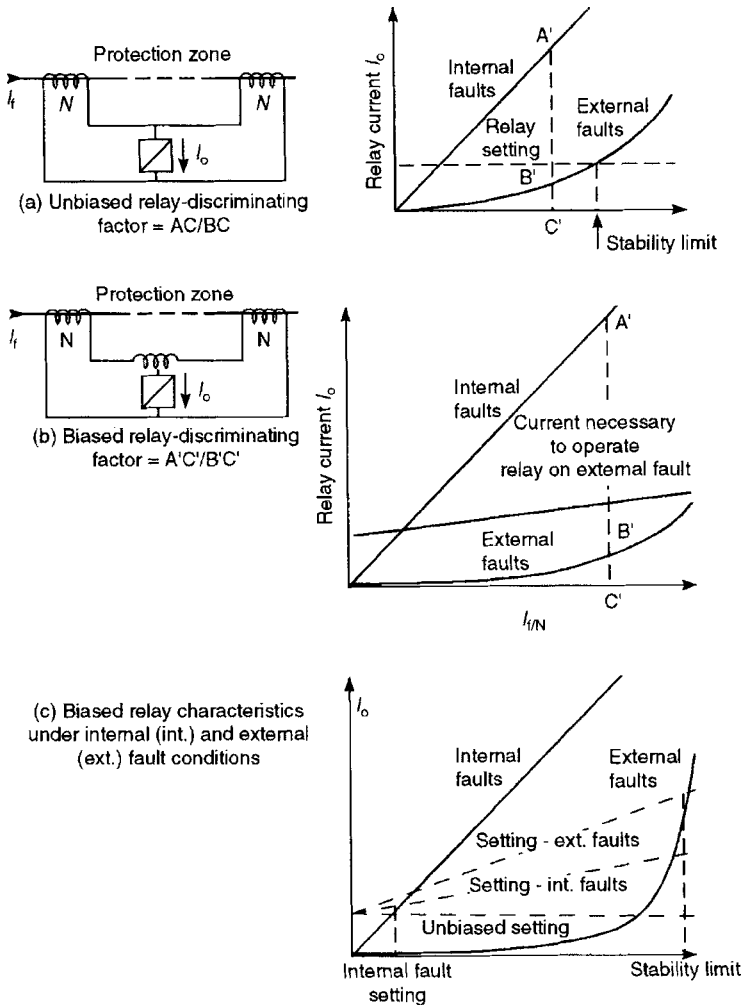 Protection zone
I_f
N
N
I_o
(a) Unbiased relay-discriminating
factor = AC/BC
Relay current I_o
A'
Internal
faults
Relay
setting
External
faults
B'
C'
Stability limit
Protection zone
I_f
N
N
I_o
(b) Biased relay-discriminating
factor = A'C'/B'C'
Relay current I_o
A'
Internal
faults
Current necessary
to operate
relay on external fault
External
faults
B'
C'
I_f/N
(c) Biased relay characteristics
under internal (int.) and external
(ext.) fault conditions
I_o
Internal
faults
External
faults
Setting - ext. faults
Setting - int. faults
Unbiased setting
Internal fault
setting
Stability limit